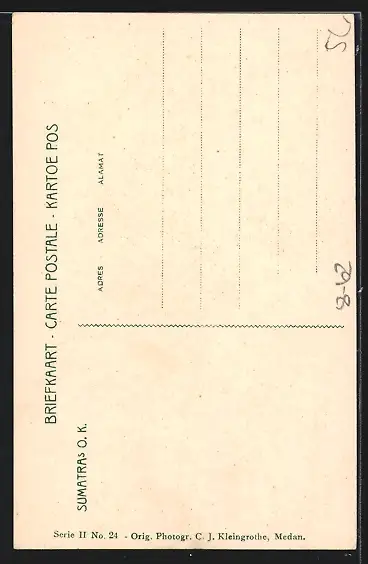 BRIEFKAART - CARTE POSTALE - KARTOE POS
ADRES - ADRESSE ALAMAT
SUMATRAS O. K.
Serie II No. 24 - Orig. Photogr. C. J. Kleingrothe, Medan.
8-62